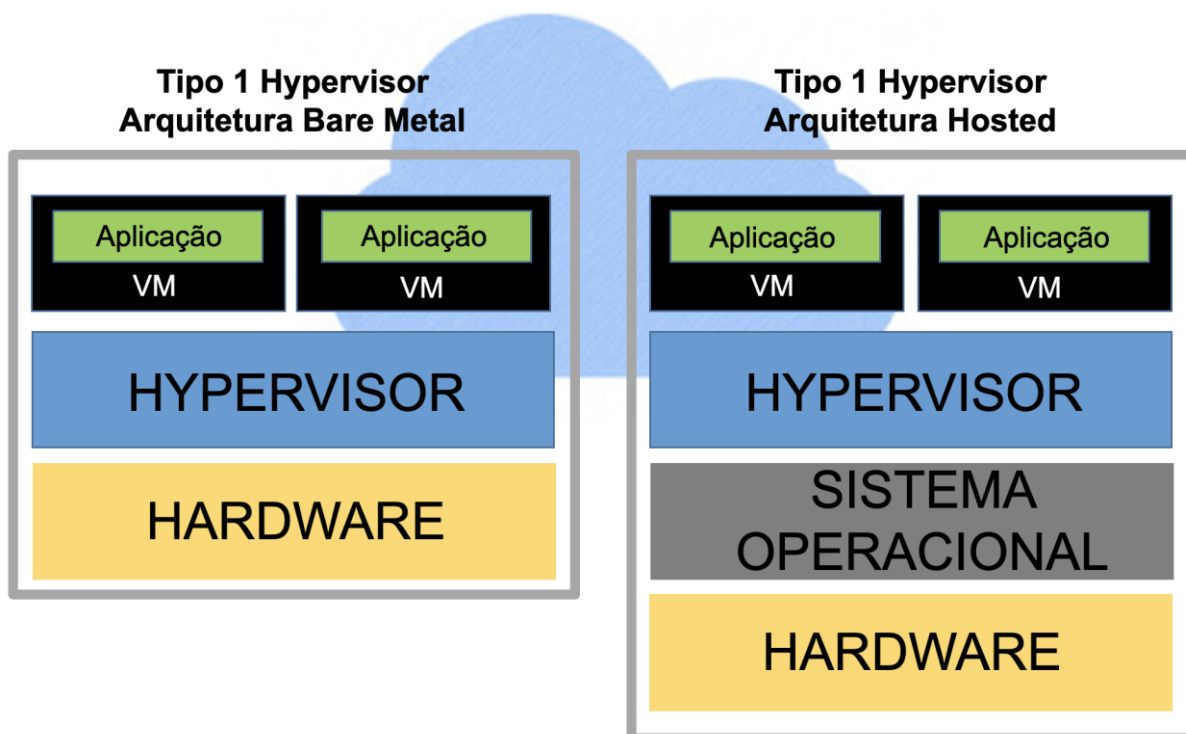 Tipo 1 Hypervisor
Arquitetura Bare Metal
Aplicação
VM
Aplicação
VM
HYPERVISOR
HARDWARE
Tipo 1 Hypervisor
Arquitetura Hosted
Aplicação
VM
Aplicação
VM
HYPERVISOR
SISTEMA
OPERACIONAL
HARDWARE